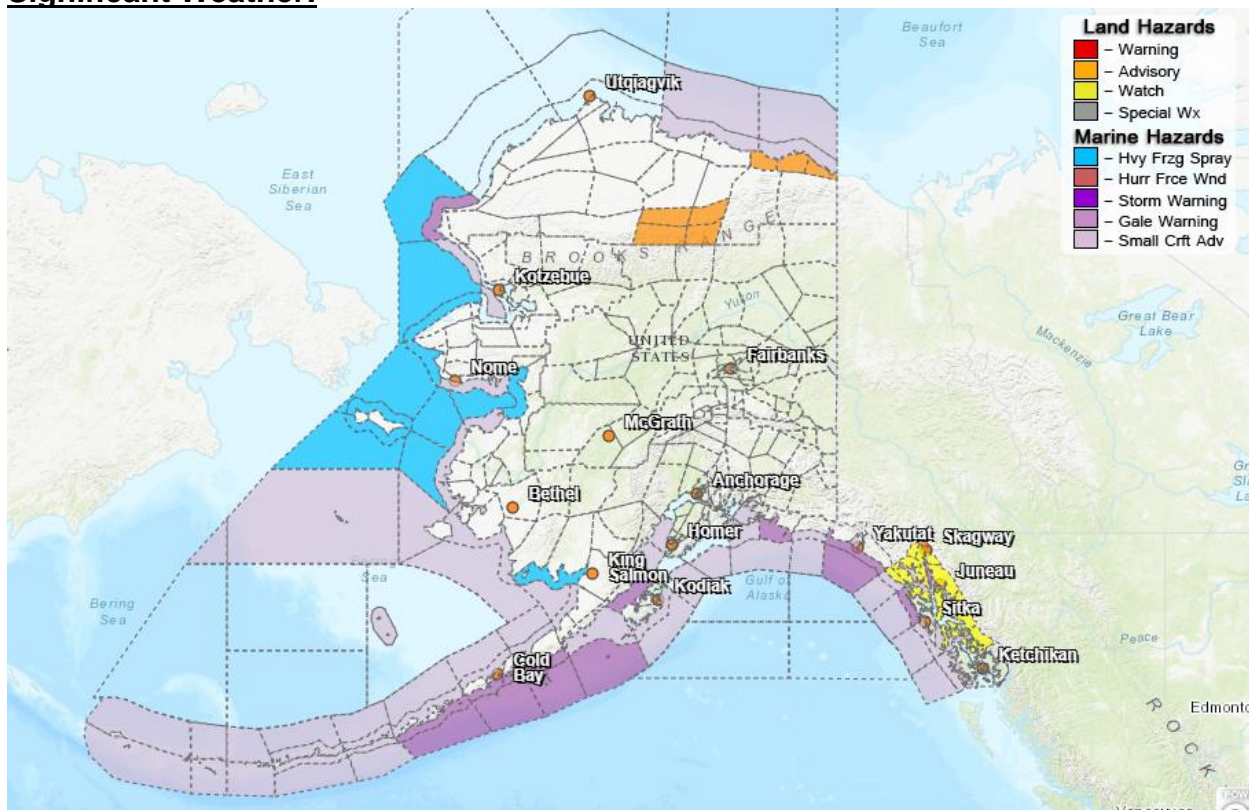 Significant Weather:
Beaufort
Sea
Land Hazards
– Warning
– Advisory
– Watch
– Special Wx
Marine Hazards
– Hvy Frzg Spray
– Hurr Frce Wnd
– Storm Warning
– Gale Warning
– Small Crft Adv
Utqiagvik
East
Siberian
Sea
BROOKS RANGE
Kotzebue
Yukon
Great Bear
Lake
Mackenzie
UNITED
STATES
Fairbanks
Nome
McGrath
Anchorage
Bethel
Homer
Yakutat
Skagway
King
Salmon
Juneau
Kodiak
Gulf of
Alaska
Sea
Bering
Sea
Sitka
Peace
Ketchikan
Cold
Bay
Edmonto
ROCK